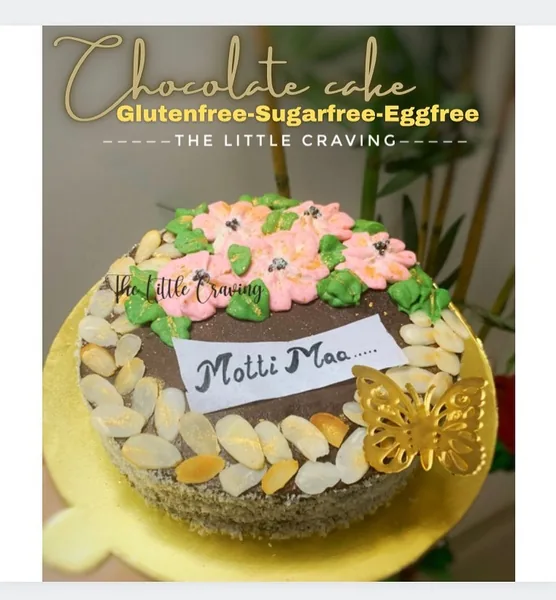 Chocolate cake
Glutenfree-Sugarfree-Eggfree
-----THE LITTLE CRAVING-----
The Little Craving
Motti Maa.....